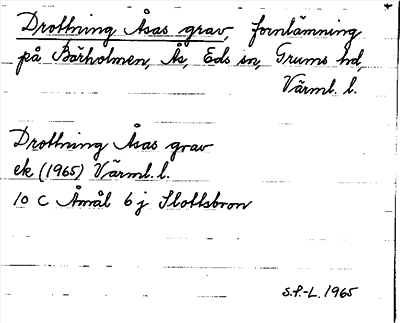 Drottning Åsas grav, fornlämning
på Bärholmen, Ås, Eds sn, Grums hd,
Värml. l.
Drottning Åsas grav
ek (1965) Värml. l.
10 C Åmål 6 j Slottsbron
S.P.-L. 1965